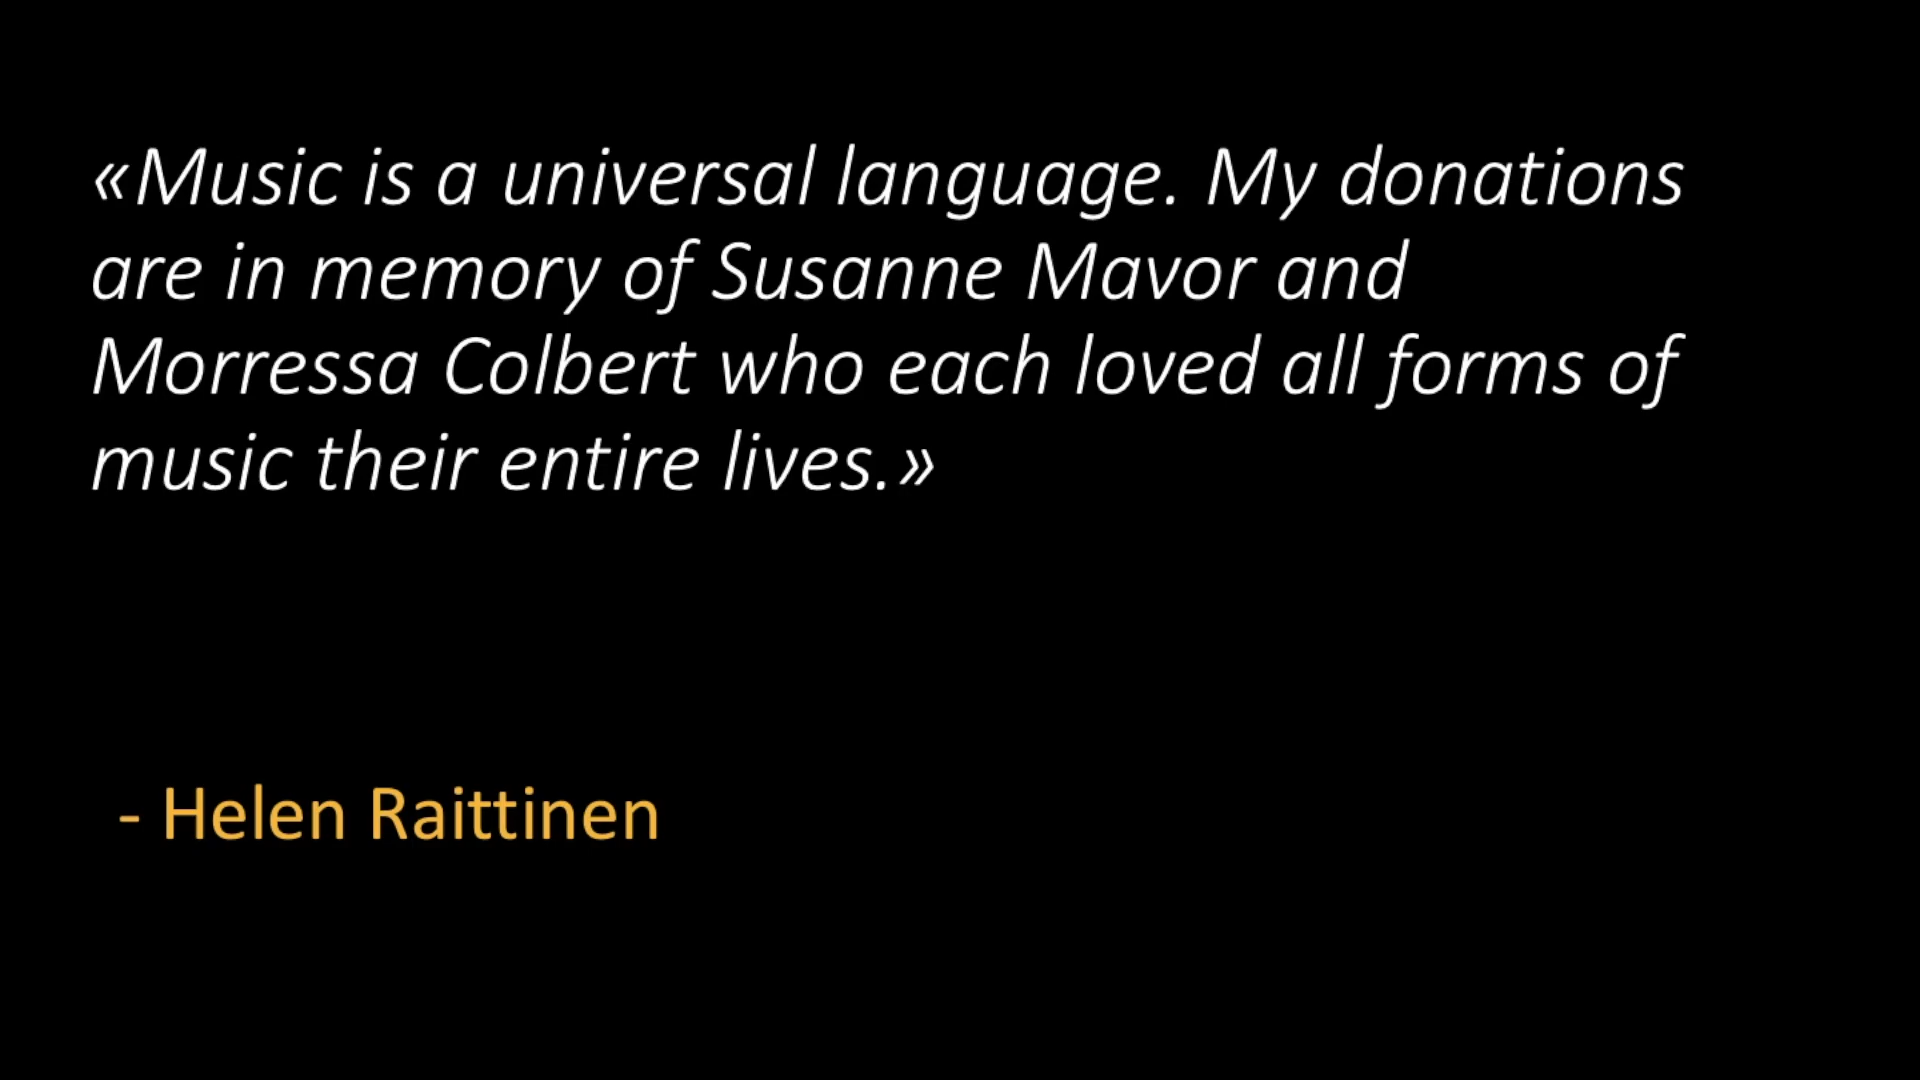 «Music is a universal language. My donations
are in memory of Susanne Mavor and
Morressa Colbert who each loved all forms of
music their entire lives.»
- Helen Raittinen